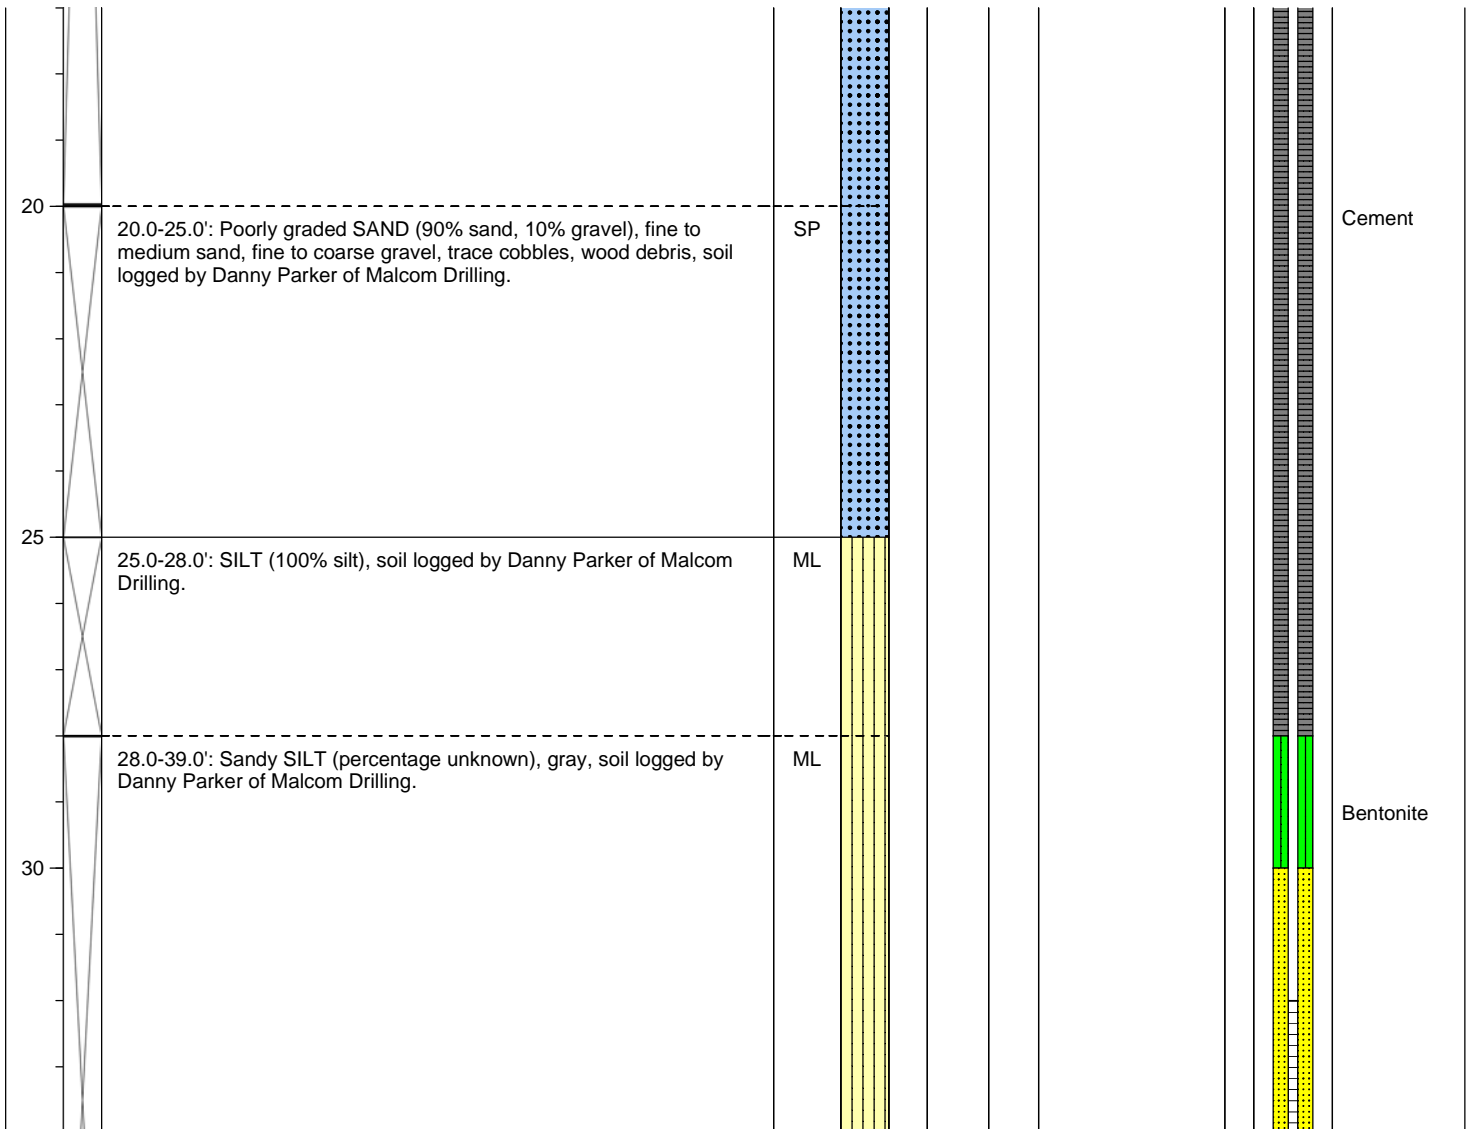 20
20.0-25.0': Poorly graded SAND (90% sand, 10% gravel), fine to
medium sand, fine to coarse gravel, trace cobbles, wood debris, soil
logged by Danny Parker of Malcom Drilling.
SP
Cement
25
25.0-28.0': SILT (100% silt), soil logged by Danny Parker of Malcom
Drilling.
ML
28.0-39.0': Sandy SILT (percentage unknown), gray, soil logged by
Danny Parker of Malcom Drilling.
ML
Bentonite
30